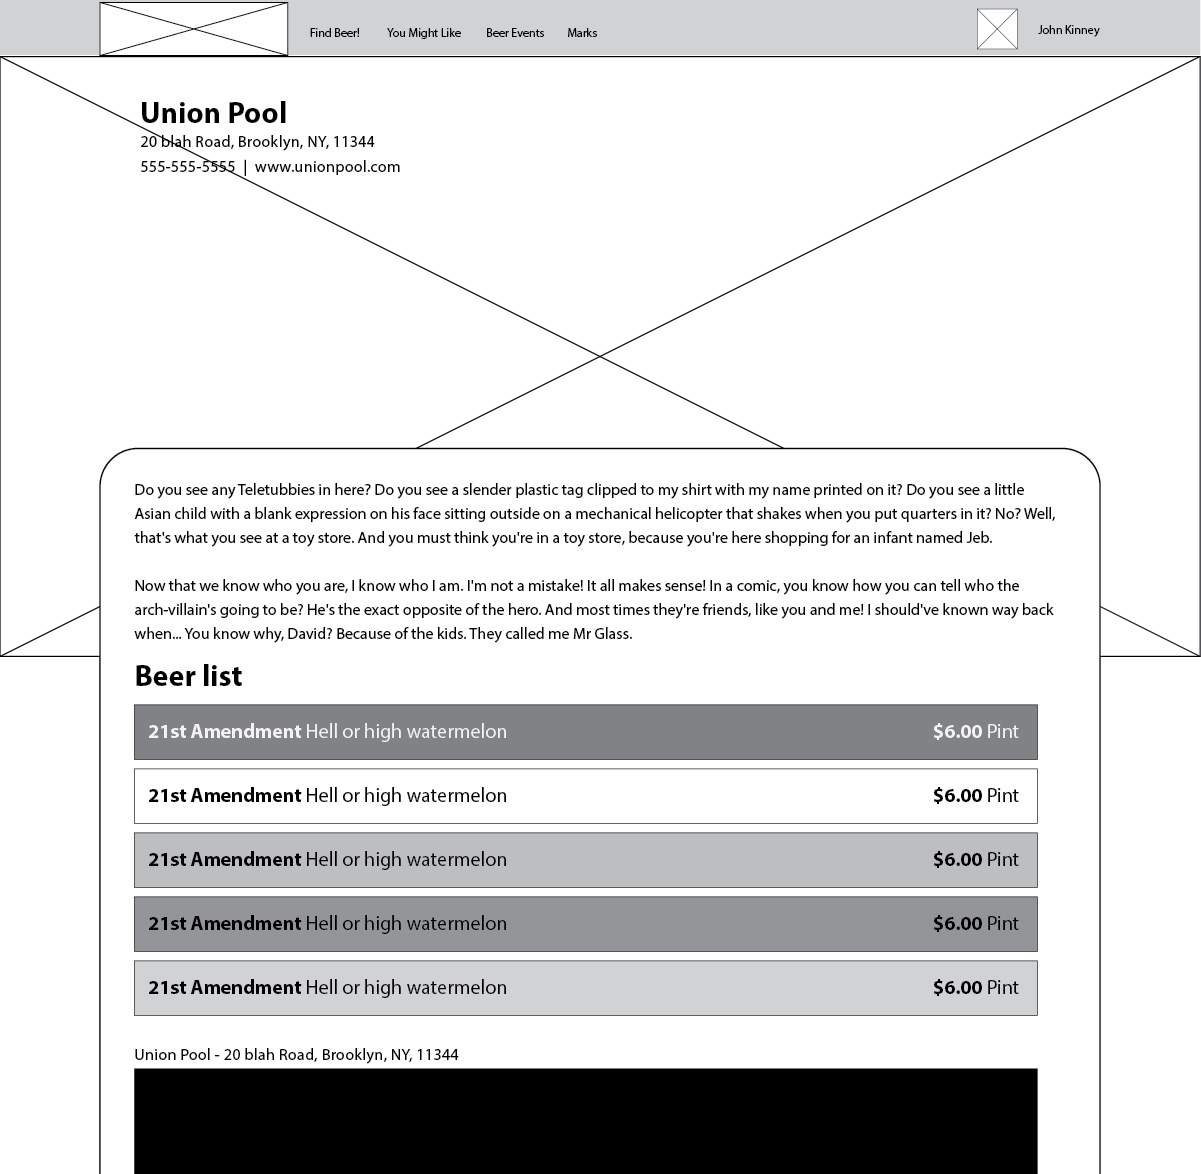 Find Beer! You Might Like Beer Events Marks John Kinney
Union Pool
20 blah Road, Brooklyn, NY, 11344
555-555-5555 | www.unionpool.com
Do you see any Teletubbies in here? Do you see a slender plastic tag clipped to my shirt with my name printed on it? Do you see a little
Asian child with a blank expression on his face sitting outside on a mechanical helicopter that shakes when you put quarters in it? No? Well,
that's what you see at a toy store. And you must think you're in a toy store, because you're here shopping for an infant named Jeb.
Now that we know who you are, I know who I am. I'm not a mistake! It all makes sense! In a comic, you know how you can tell who the
arch-villain's going to be? He's the exact opposite of the hero. And most times they're friends, like you and me! I should've known way back
when... You know why, David? Because of the kids. They called me Mr Glass.
Beer list
21st Amendment Hell or high watermelon $6.00 Pint
21st Amendment Hell or high watermelon $6.00 Pint
21st Amendment Hell or high watermelon $6.00 Pint
21st Amendment Hell or high watermelon $6.00 Pint
21st Amendment Hell or high watermelon $6.00 Pint
Union Pool - 20 blah Road, Brooklyn, NY, 11344